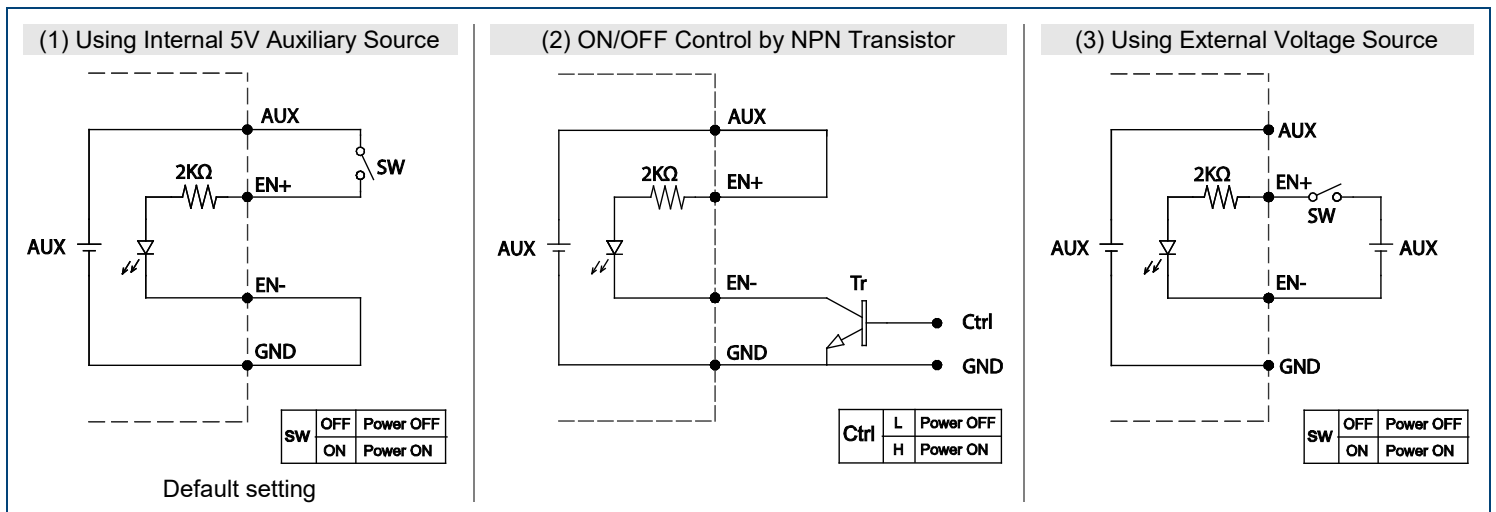 (1) Using Internal 5V Auxiliary Source
AUX
SW
2KΩ
EN+
AUX
EN-
GND
SW
OFF Power OFF
ON Power ON
Default setting
(2) ON/OFF Control by NPN Transistor
AUX
2KΩ
EN+
AUX
EN-
Tr
Ctrl
GND
GND
Ctrl
L Power OFF
H Power ON
(3) Using External Voltage Source
AUX
2KΩ
EN+
SW
AUX
AUX
EN-
GND
SW
OFF Power OFF
ON Power ON